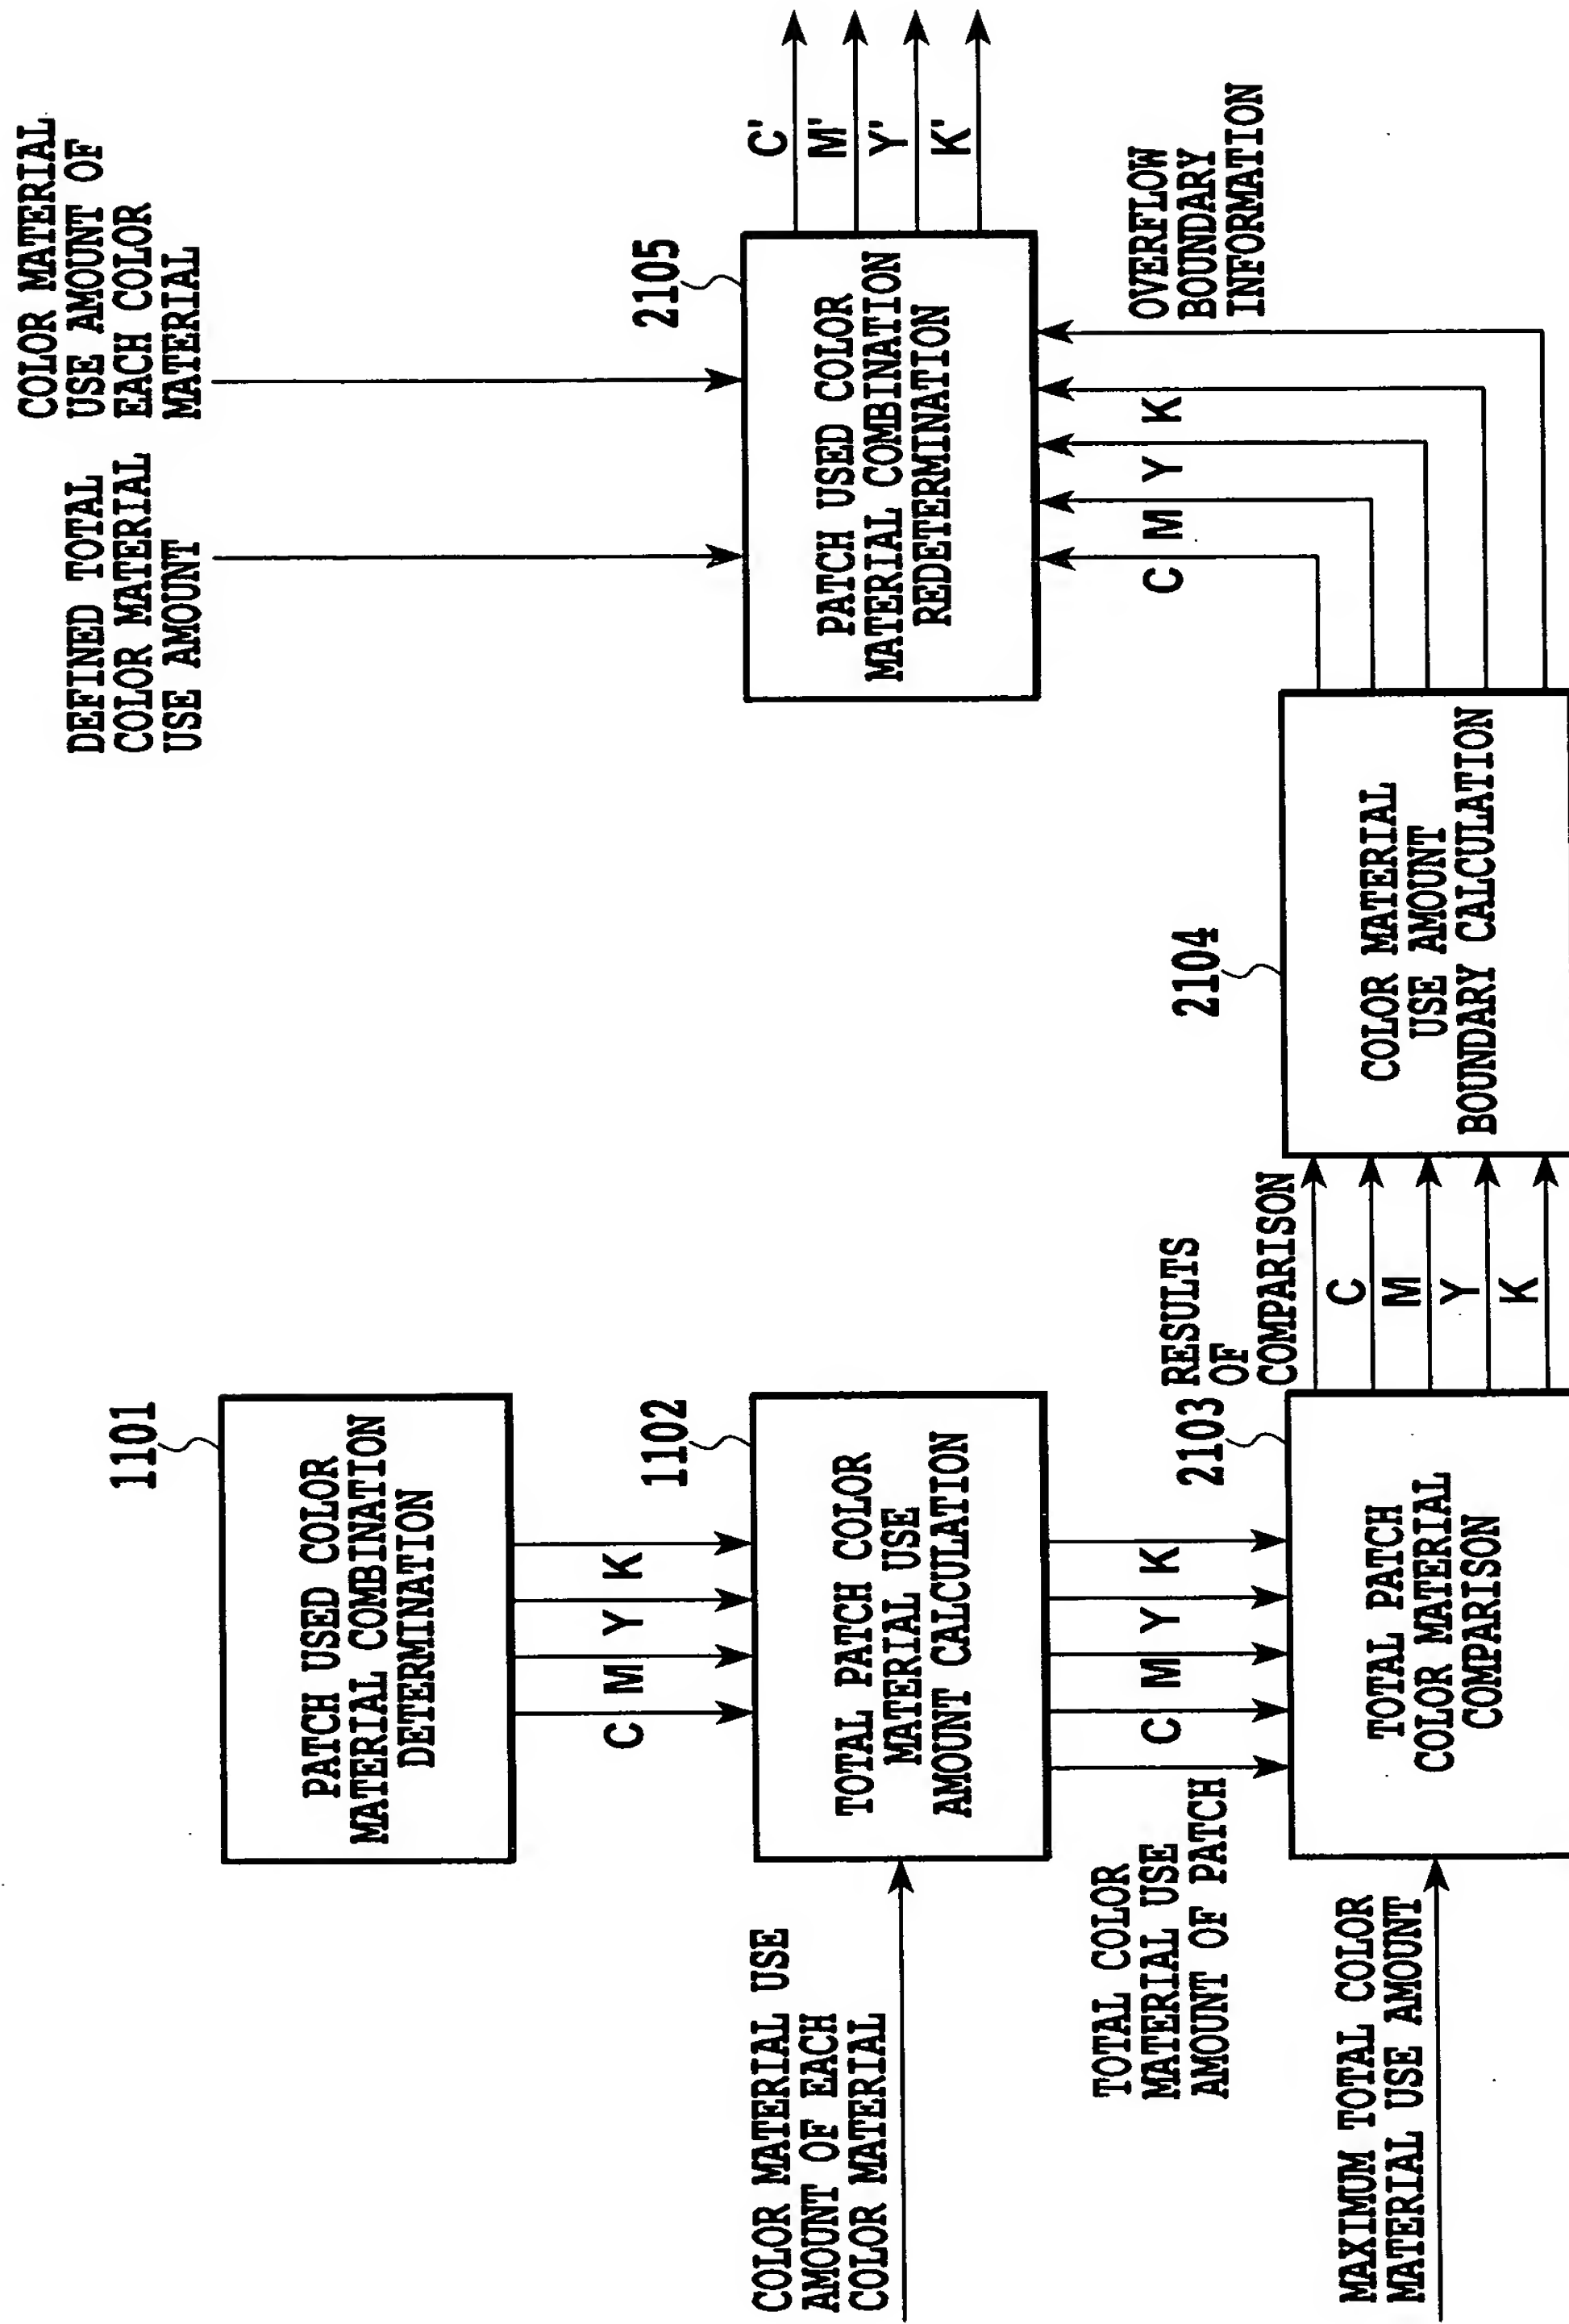 1101
PATCH USED COLOR
MATERIAL COMBINATION
DETERMINATION
C
M
Y
K
COLOR MATERIAL USE
AMOUNT OF EACH
COLOR MATERIAL
1102
TOTAL PATCH COLOR
MATERIAL USE
AMOUNT CALCULATION
TOTAL COLOR
MATERIAL USE
AMOUNT OF PATCH
C
M
Y
K
MAXIMUM TOTAL COLOR
MATERIAL USE AMOUNT
2103
TOTAL PATCH
COLOR MATERIAL
COMPARISON
RESULTS
OF
COMPARISON
C
M
Y
K
2104
COLOR MATERIAL
USE AMOUNT
BOUNDARY CALCULATION
C
M
Y
K
OVERFLOW
BOUNDARY
INFORMATION
DEFINED TOTAL
COLOR MATERIAL
USE AMOUNT
COLOR MATERIAL
USE AMOUNT OF
EACH COLOR
MATERIAL
2105
PATCH USED COLOR
MATERIAL COMBINATION
REDETERMINATION
C'
M'
Y'
K'